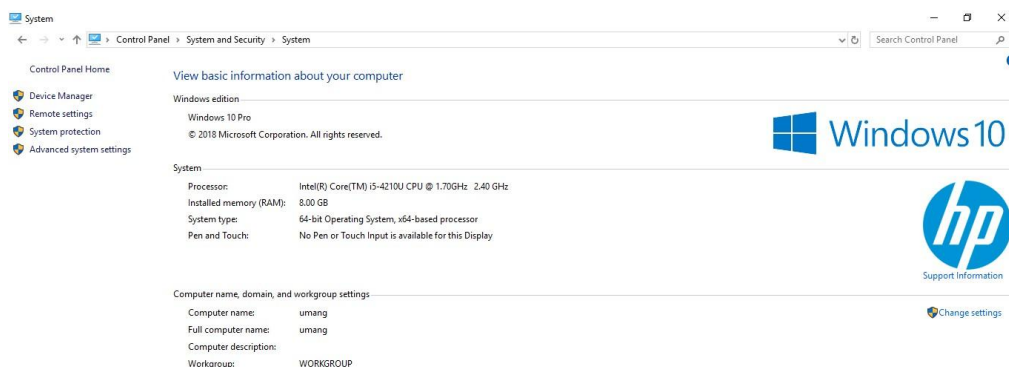 System
Control Panel > System and Security > System
Search Control Panel
Control Panel Home
Device Manager
Remote settings
System protection
Advanced system settings
View basic information about your computer
Windows edition
Windows 10 Pro
© 2018 Microsoft Corporation. All rights reserved.
Windows 10
System
Processor: Intel(R) Core(TM) i5-4210U CPU @ 1.70GHz 2.40 GHz
Installed memory (RAM): 8.00 GB
System type: 64-bit Operating System, x64-based processor
Pen and Touch: No Pen or Touch Input is available for this Display
hp
Support Information
Computer name, domain, and workgroup settings
Computer name: umang
Change settings
Full computer name: umang
Computer description:
Workgroup: WORKGROUP